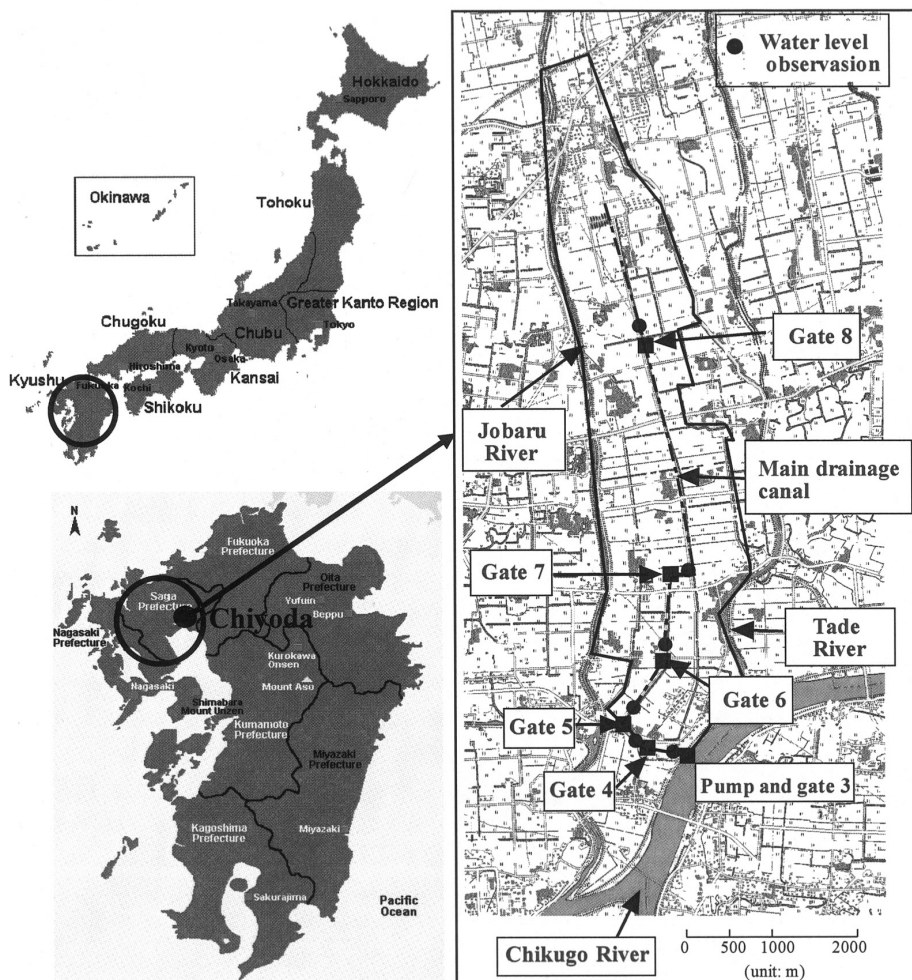 Hokkaido
Sapporo
Okinawa
Tohoku
Takayama
Greater Kanto Region
Chugoku
Chubu
Tokyo
Kyoto
Osaka
Hiroshima
Kansai
Kyushu
Fukuoka
Kochi
Shikoku
N
Fukuoka
Prefecture
Oita
Prefecture
Saga
Prefecture
Yufuin
Beppu
Chiyoda
Nagasaki
Prefecture
Kurokawa
Onsen
Mount Aso
Nagasaki
Shimabara
Mount Unzen
Kumamoto
Prefecture
Miyazaki
Prefecture
Kagoshima
Prefecture
Miyazaki
Sakurajima
Pacific
Ocean
Water level
observasion
Gate 8
Jobaru
River
Main drainage
canal
Gate 7
Tade
River
Gate 6
Gate 5
Gate 4
Pump and gate 3
Chikugo River
0 500 1000 2000
(unit: m)